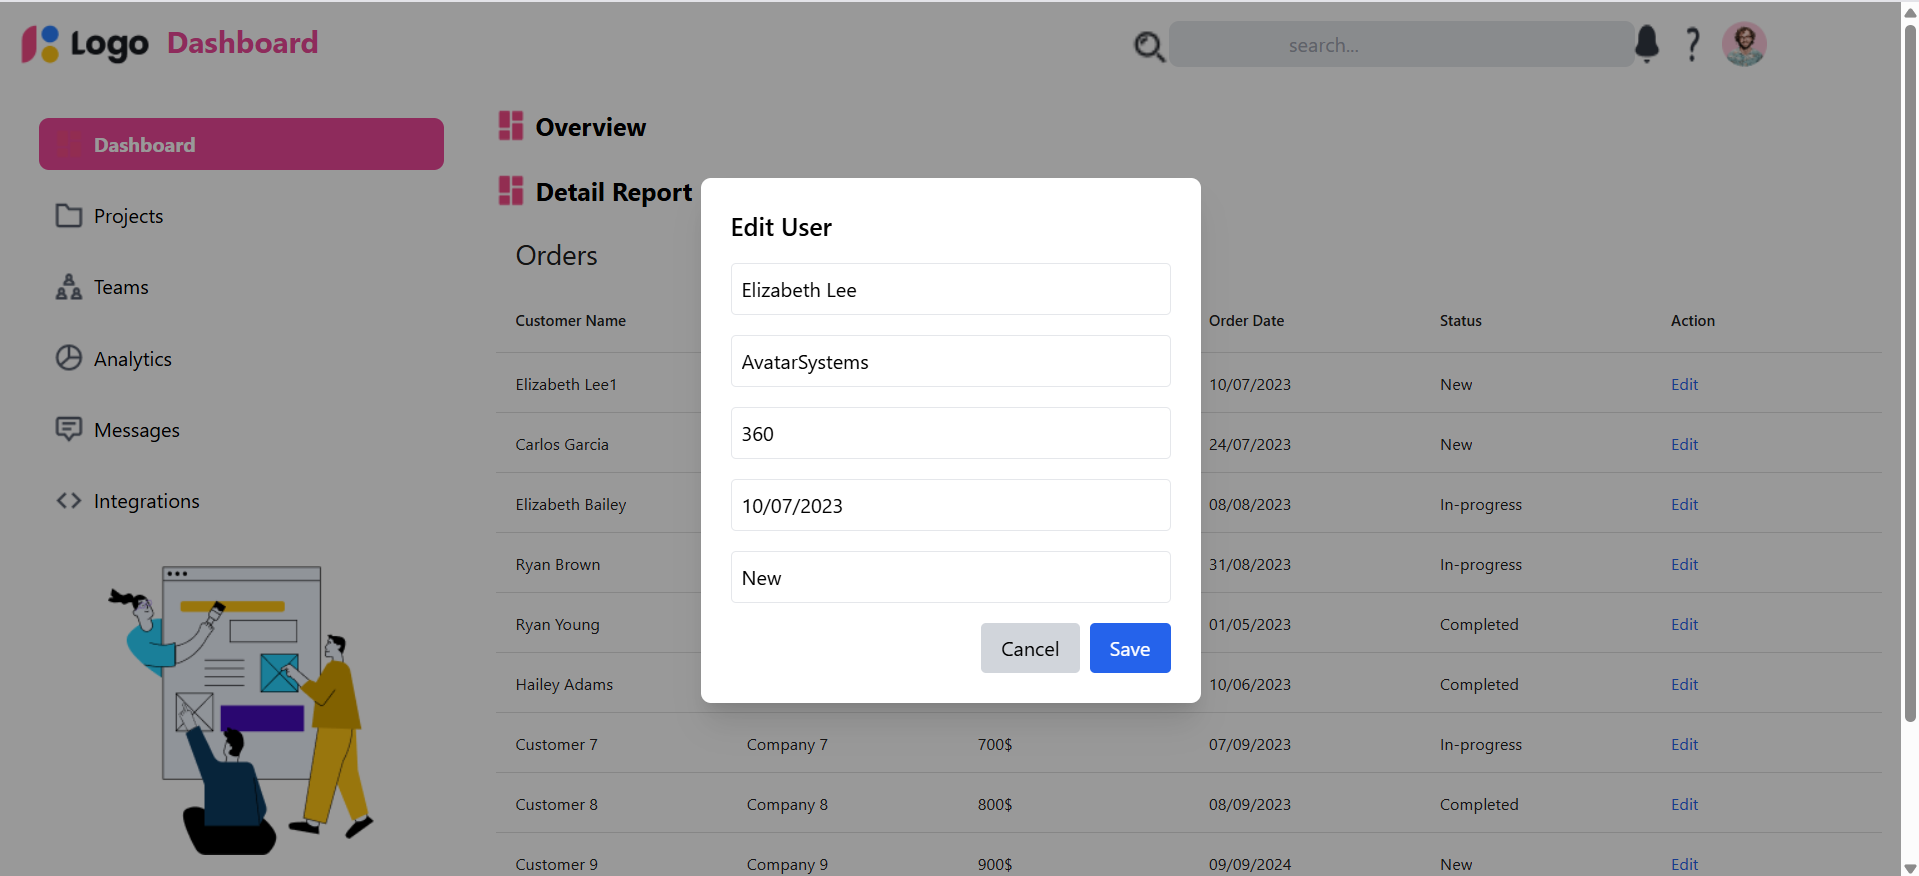 Logo Dashboard
search...
?
Dashboard
Projects
Teams
Analytics
Messages
Integrations
Overview
Detail Report
Orders
Customer Name Order Date Status Action
Elizabeth Lee1 10/07/2023 New Edit
Carlos Garcia 24/07/2023 New Edit
Elizabeth Bailey 08/08/2023 In-progress Edit
Ryan Brown 31/08/2023 In-progress Edit
Ryan Young 01/05/2023 Completed Edit
Hailey Adams 10/06/2023 Completed Edit
Customer 7 Company 7 700$ 07/09/2023 In-progress Edit
Customer 8 Company 8 800$ 08/09/2023 Completed Edit
Customer 9 Company 9 900$ 09/09/2024 New Edit
Edit User
Elizabeth Lee
AvatarSystems
360
10/07/2023
New
Cancel Save